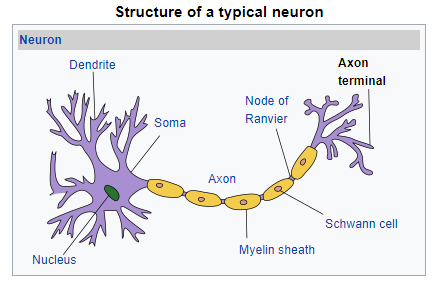 Structure of a typical neuron
Neuron
Dendrite
Axon
terminal
Node of
Ranvier
Soma
Axon
Schwann cell
Myelin sheath
Nucleus